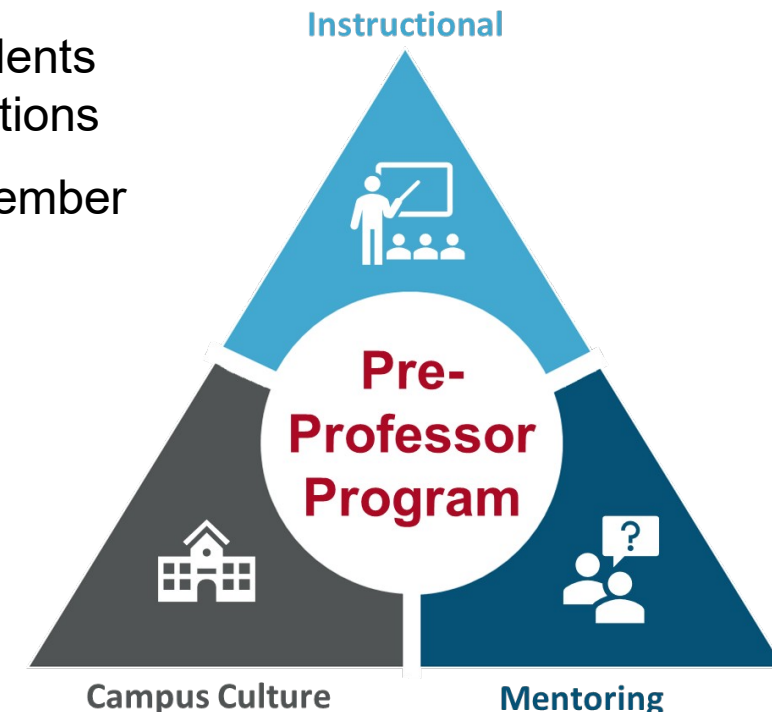 Instructional
lents
tions
ember
Pre-
Professor
Program
?
Campus Culture
Mentoring